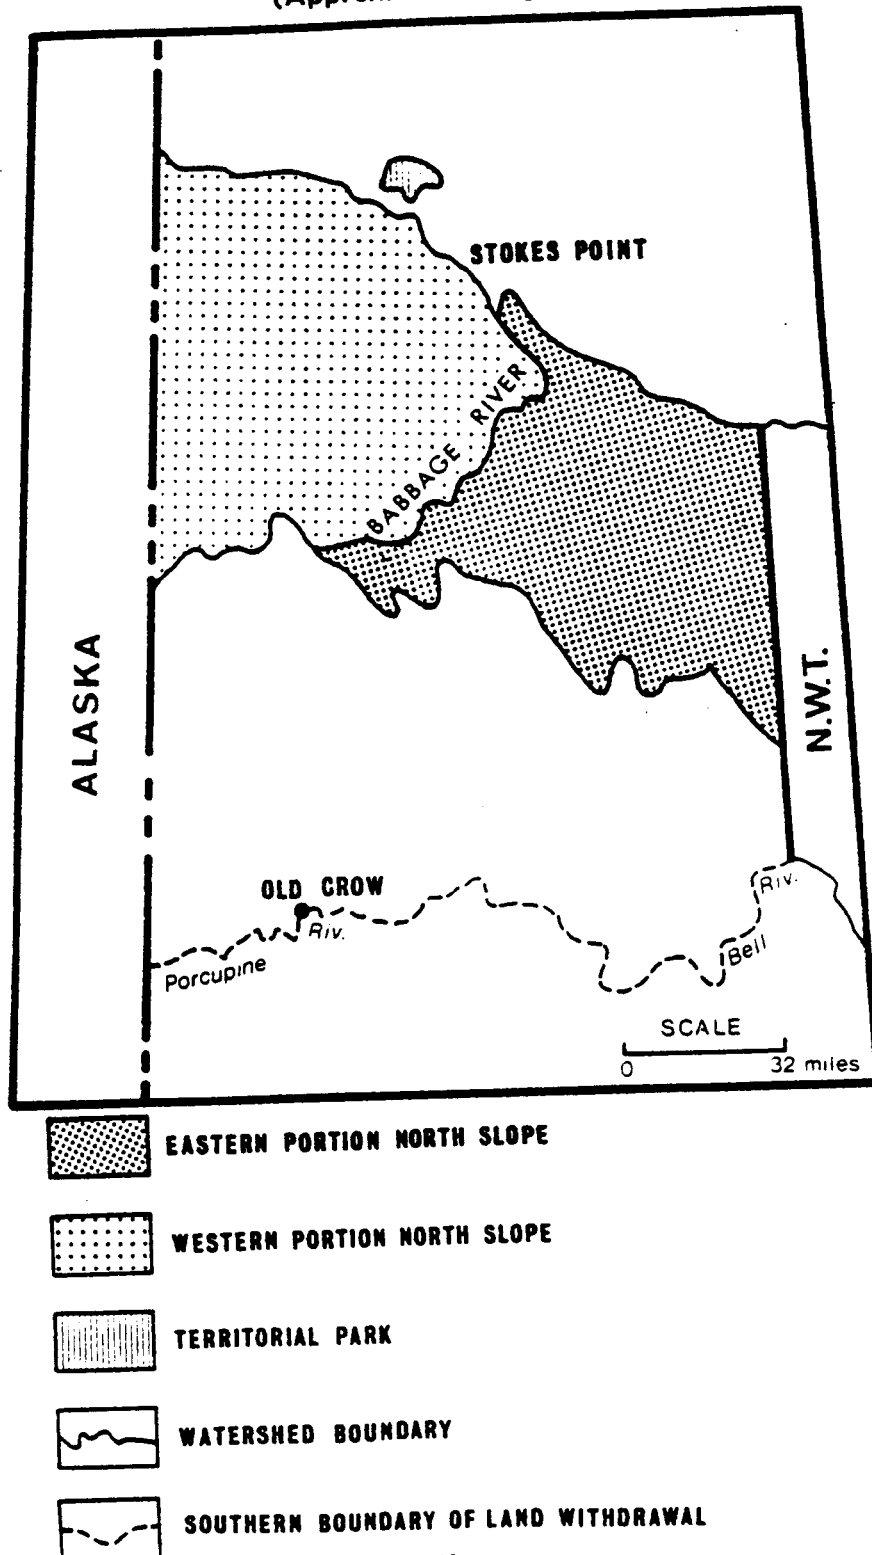 STOKES POINT
BABBAGE RIVER
ALASKA
N.W.T.
OLD CROW
Riv.
Riv.
Porcupine
Bell
SCALE
0 32 miles
EASTERN PORTION NORTH SLOPE
WESTERN PORTION NORTH SLOPE
TERRITORIAL PARK
WATERSHED BOUNDARY
SOUTHERN BOUNDARY OF LAND WITHDRAWAL